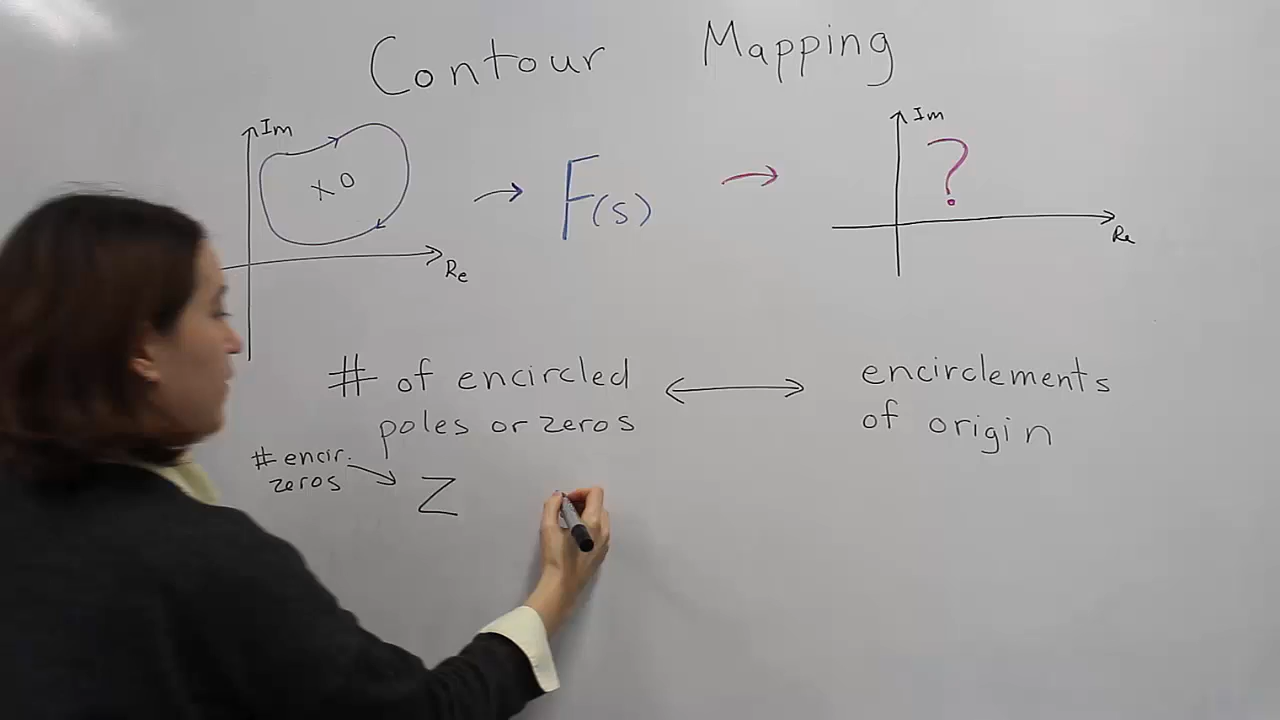 Contour Mapping
Im
x o
Re
→ F(s) →
Im
?
Re
# of encircled
poles or zeros
⟷
encirclements
of origin
# encir.
zeros
→ Z